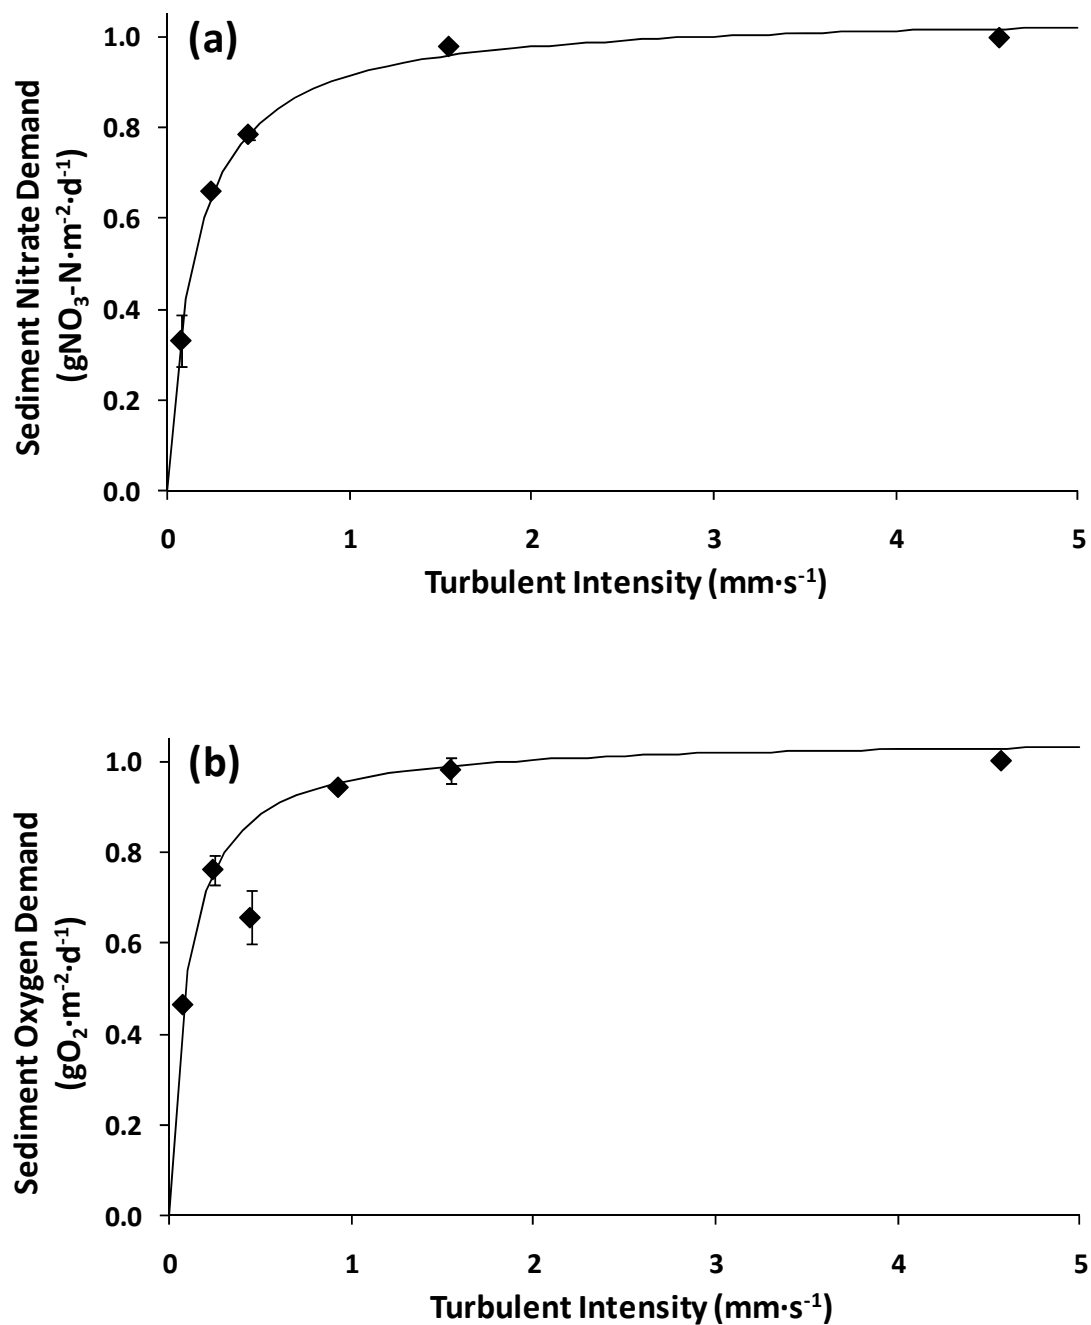 (a)
Sediment Nitrate Demand
(gNO₃-N·m⁻²·d⁻¹)
1.0
0.8
0.6
0.4
0.2
0.0
0 1 2 3 4 5
Turbulent Intensity (mm·s⁻¹)
(b)
Sediment Oxygen Demand
(gO₂·m⁻²·d⁻¹)
1.0
0.8
0.6
0.4
0.2
0.0
0 1 2 3 4 5
Turbulent Intensity (mm·s⁻¹)